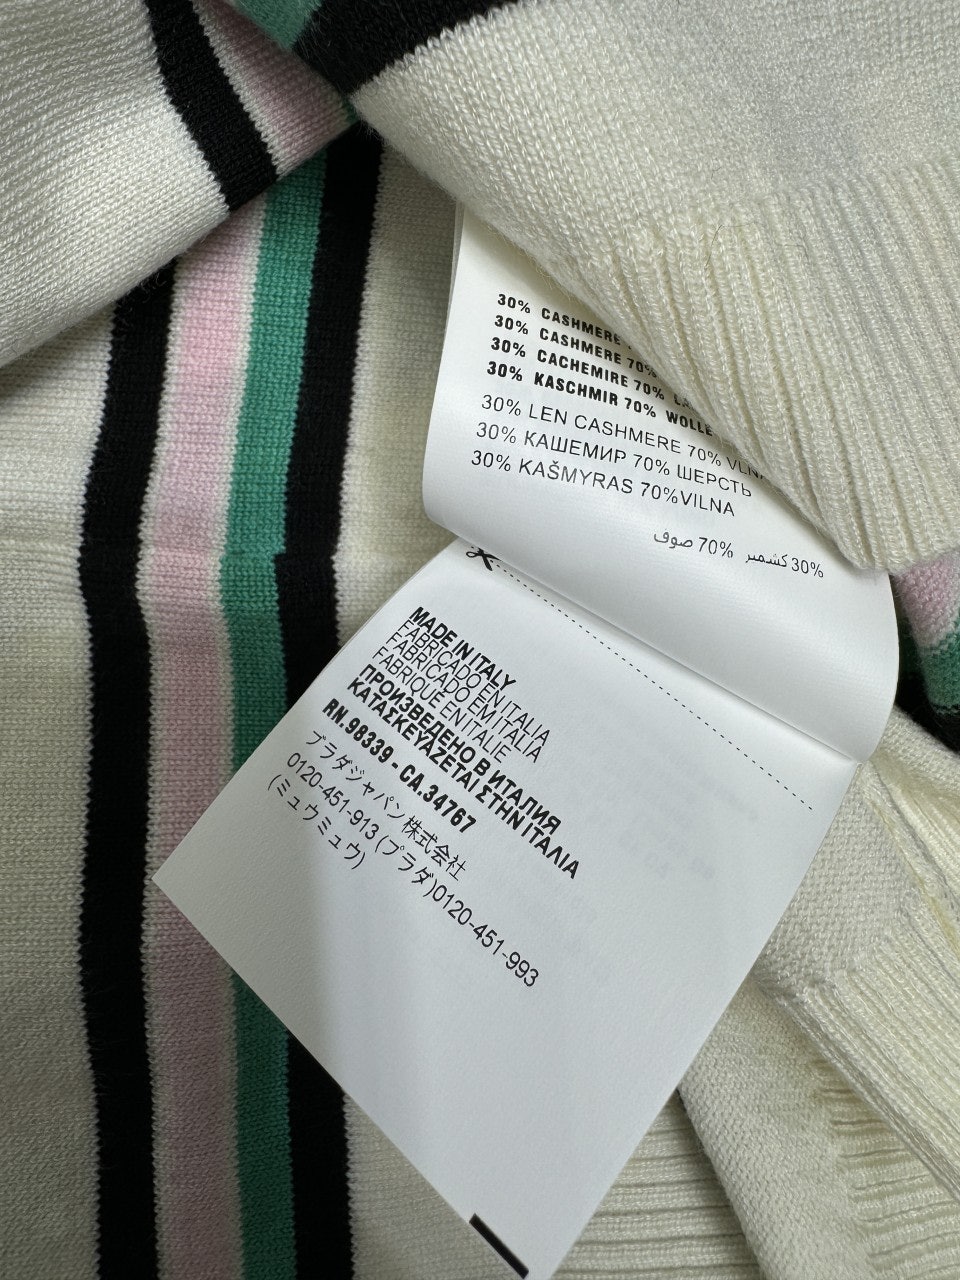 30% CASHMERE
30% CASHMERE 70%
30% CACHEMIRE 70%
30% KASCHMIR 70% WOLLE
30% LEN CASHMERE 70%
30% КАШЕМИР 70% ШЕРСТЬ
30% KAŠMYRAS 70%VILNA
30% كشمير 70% صوف
MADE IN ITALY
FABRICADO EN ITALIA
FABRICADO EM ITALIA
FABRIQUE EN ITALIE
ПРОИЗВЕДЕНО В ИТАЛИЯ
ΚΑΤΑΣΚΕΥΑΖΕΤΑΙ ΣΤΗΝ ΙΤΑΛΙΑ
RN.98339 - CA.34767
プラダジャパン株式会社
0120-451-913 (プラダ)0120-451-993
(ミュウミュウ)